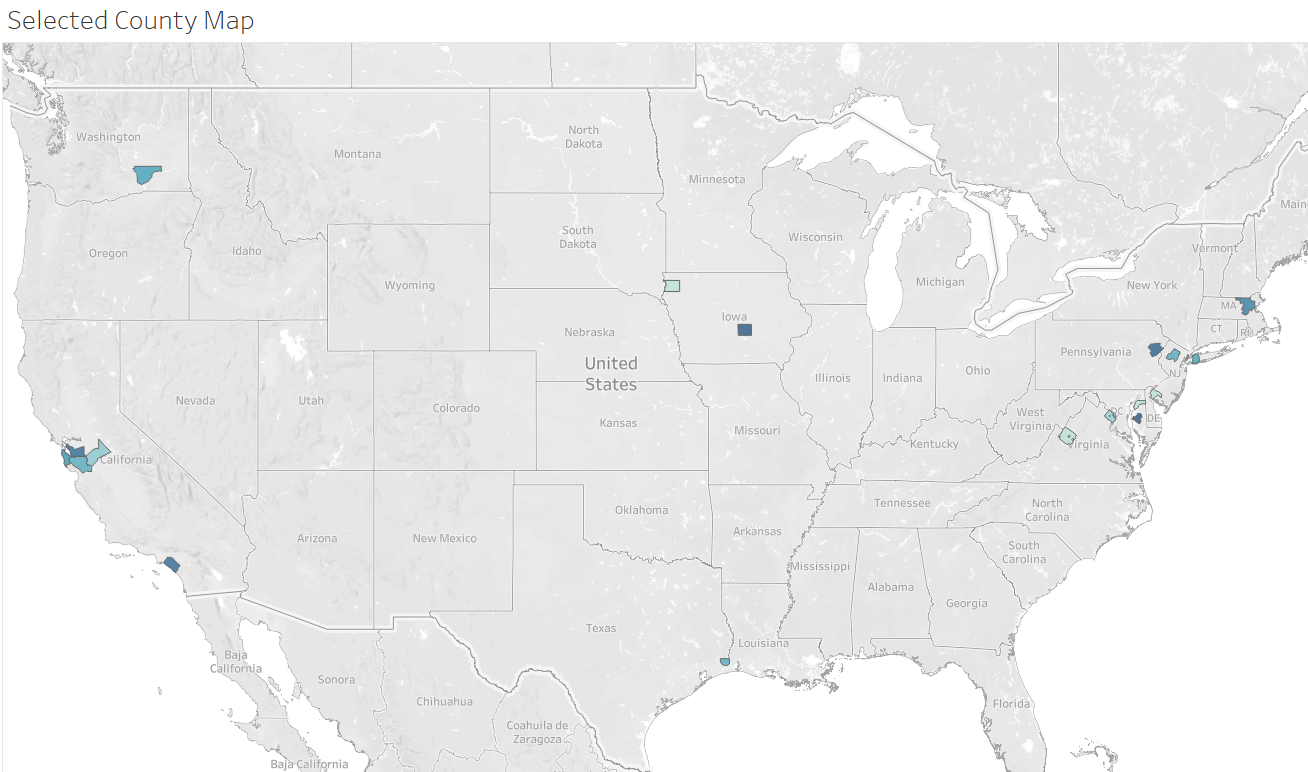 Selected County Map
Washington
Montana
North
Dakota
Minnesota
Maine
Oregon
Idaho
South
Dakota
Wisconsin
Vermont
Wyoming
Michigan
New York
MA
Iowa
Nebraska
CT
RI
United
States
Pennsylvania
NJ
Nevada
Utah
Colorado
Illinois
Indiana
Ohio
Kansas
Missouri
West
Virginia
DC
DE
Kentucky
Virginia
California
Oklahoma
Tennessee
North
Carolina
Arizona
New Mexico
Arkansas
South
Carolina
Mississippi
Alabama
Georgia
Texas
Louisiana
Baja
California
Sonora
Chihuahua
Florida
Coahuila de
Zaragoza
Baja California